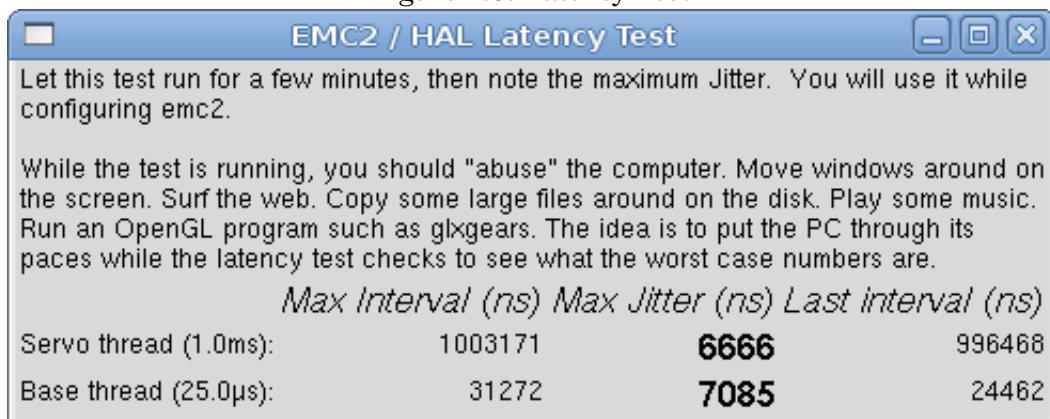 EMC2 / HAL Latency Test
Let this test run for a few minutes, then note the maximum Jitter. You will use it while
configuring emc2.
While the test is running, you should "abuse" the computer. Move windows around on
the screen. Surf the web. Copy some large files around on the disk. Play some music.
Run an OpenGL program such as glxgears. The idea is to put the PC through its
paces while the latency test checks to see what the worst case numbers are.
Max Interval (ns) Max Jitter (ns) Last interval (ns)
Servo thread (1.0ms): 1003171 6666 996468
Base thread (25.0µs): 31272 7085 24462